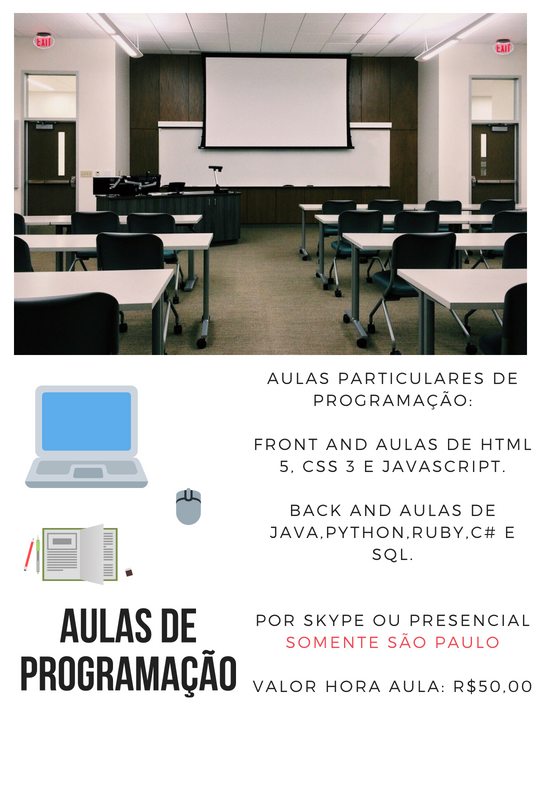 EXIT
EXIT
AULAS PARTICULARES DE
PROGRAMAÇÃO:
FRONT AND AULAS DE HTML
5, CSS 3 E JAVASCRIPT.
BACK AND AULAS DE
JAVA,PYTHON,RUBY,C# E
SQL.
AULAS DE
PROGRAMAÇÃO
POR SKYPE OU PRESENCIAL
SOMENTE SÃO PAULO
VALOR HORA AULA: R$50,00